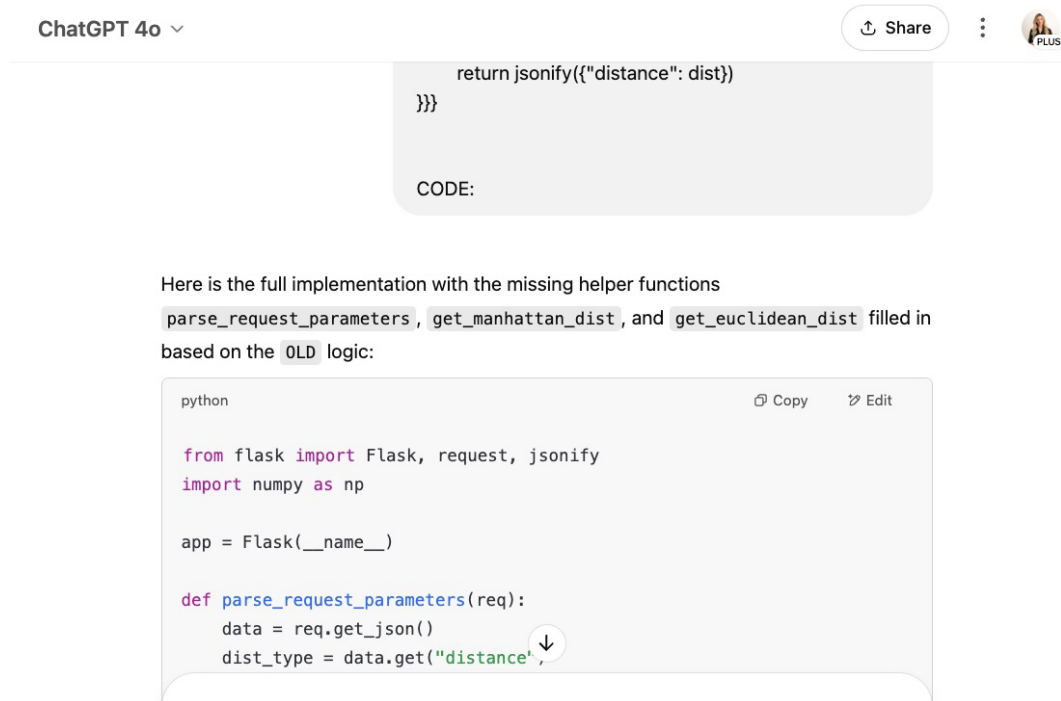 ChatGPT 4o
Share
PLUS
return jsonify({"distance": dist})
}}}
CODE:
Here is the full implementation with the missing helper functions
parse_request_parameters, get_manhattan_dist, and get_euclidean_dist filled in
based on the OLD logic:
python Copy Edit
from flask import Flask, request, jsonify
import numpy as np
app = Flask(__name__)
def parse_request_parameters(req):
data = req.get_json()
dist_type = data.get("distance",